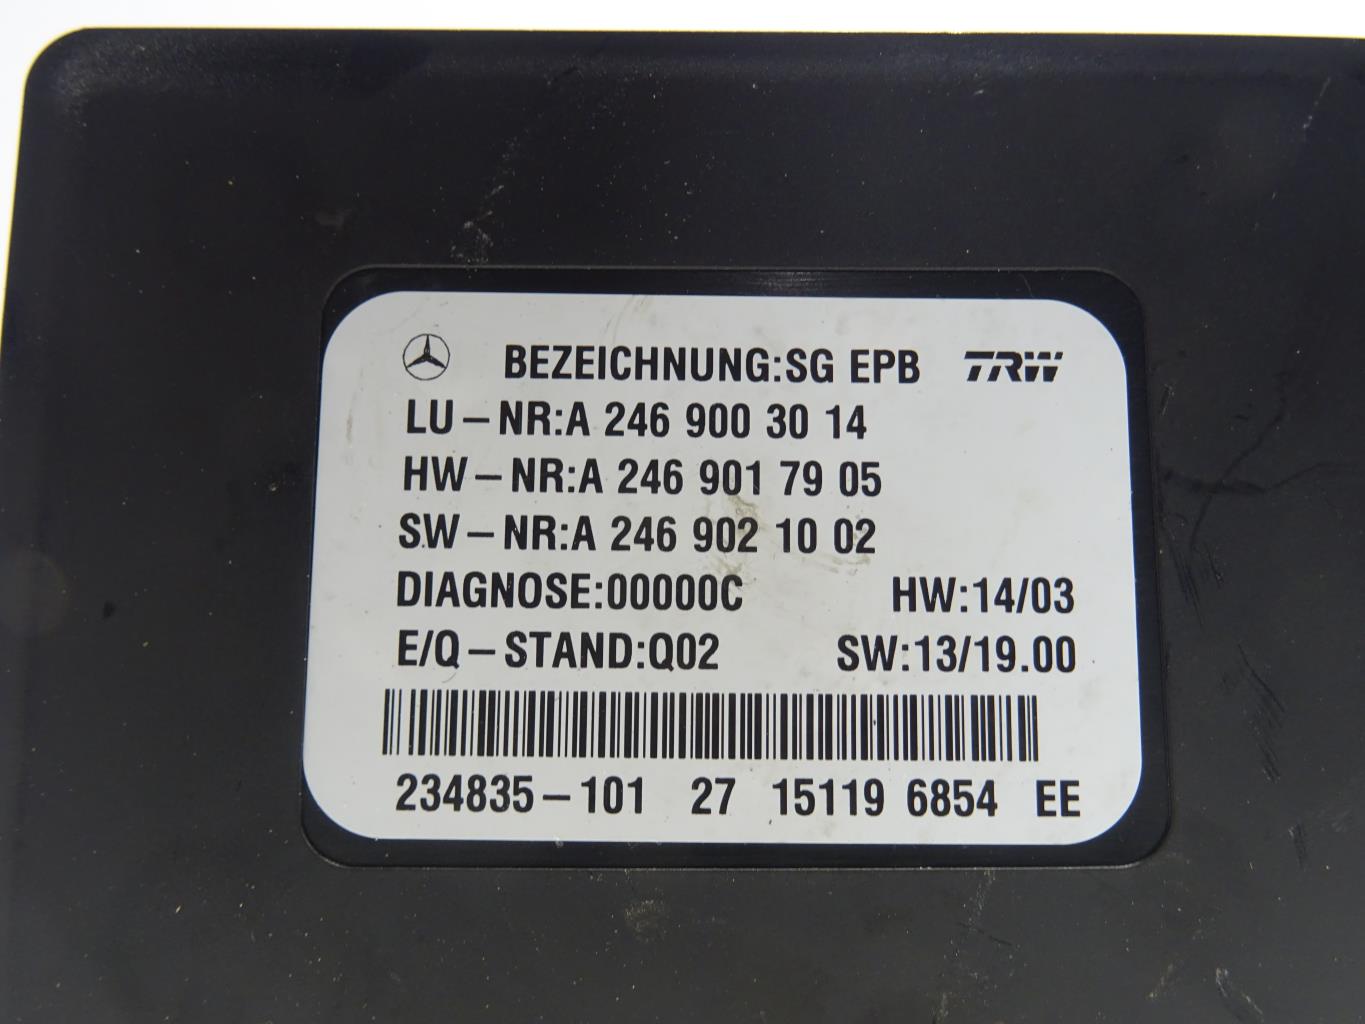 BEZEICHNUNG:SG EPB TRW
LU-NR:A 246 900 30 14
HW-NR:A 246 901 79 05
SW-NR:A 246 902 10 02
DIAGNOSE:00000C HW:14/03
E/Q-STAND:Q02 SW:13/19.00
234835-101 27 15119 6854 EE